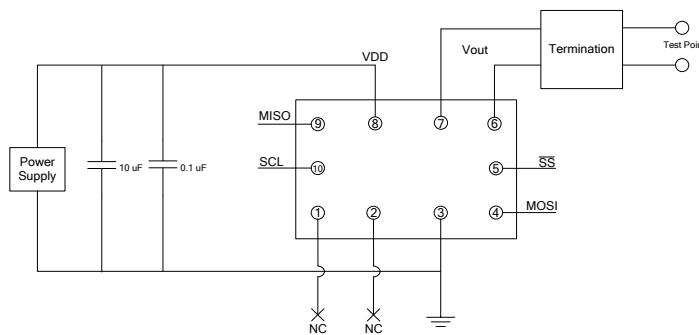 VDD
Vout
Termination
Test Poin
MISO
9
8
7
6
Power
Supply
10 uF
0.1 uF
SCL
10
5
SS
1
2
3
4
MOSI
NC
NC